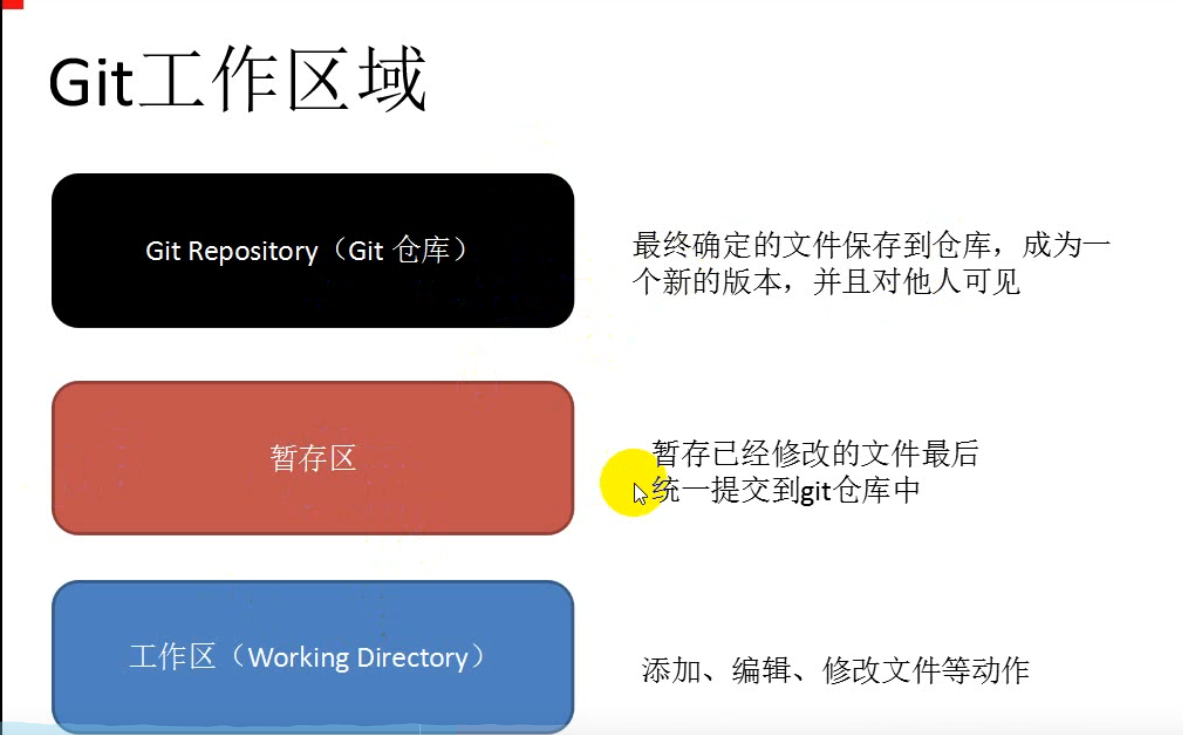 Git工作区域
Git Repository（Git 仓库）
最终确定的文件保存到仓库，成为一
个新的版本，并且对他人可见
暂存区
暂存已经修改的文件最后
统一提交到git仓库中
工作区（Working Directory）
添加、编辑、修改文件等动作